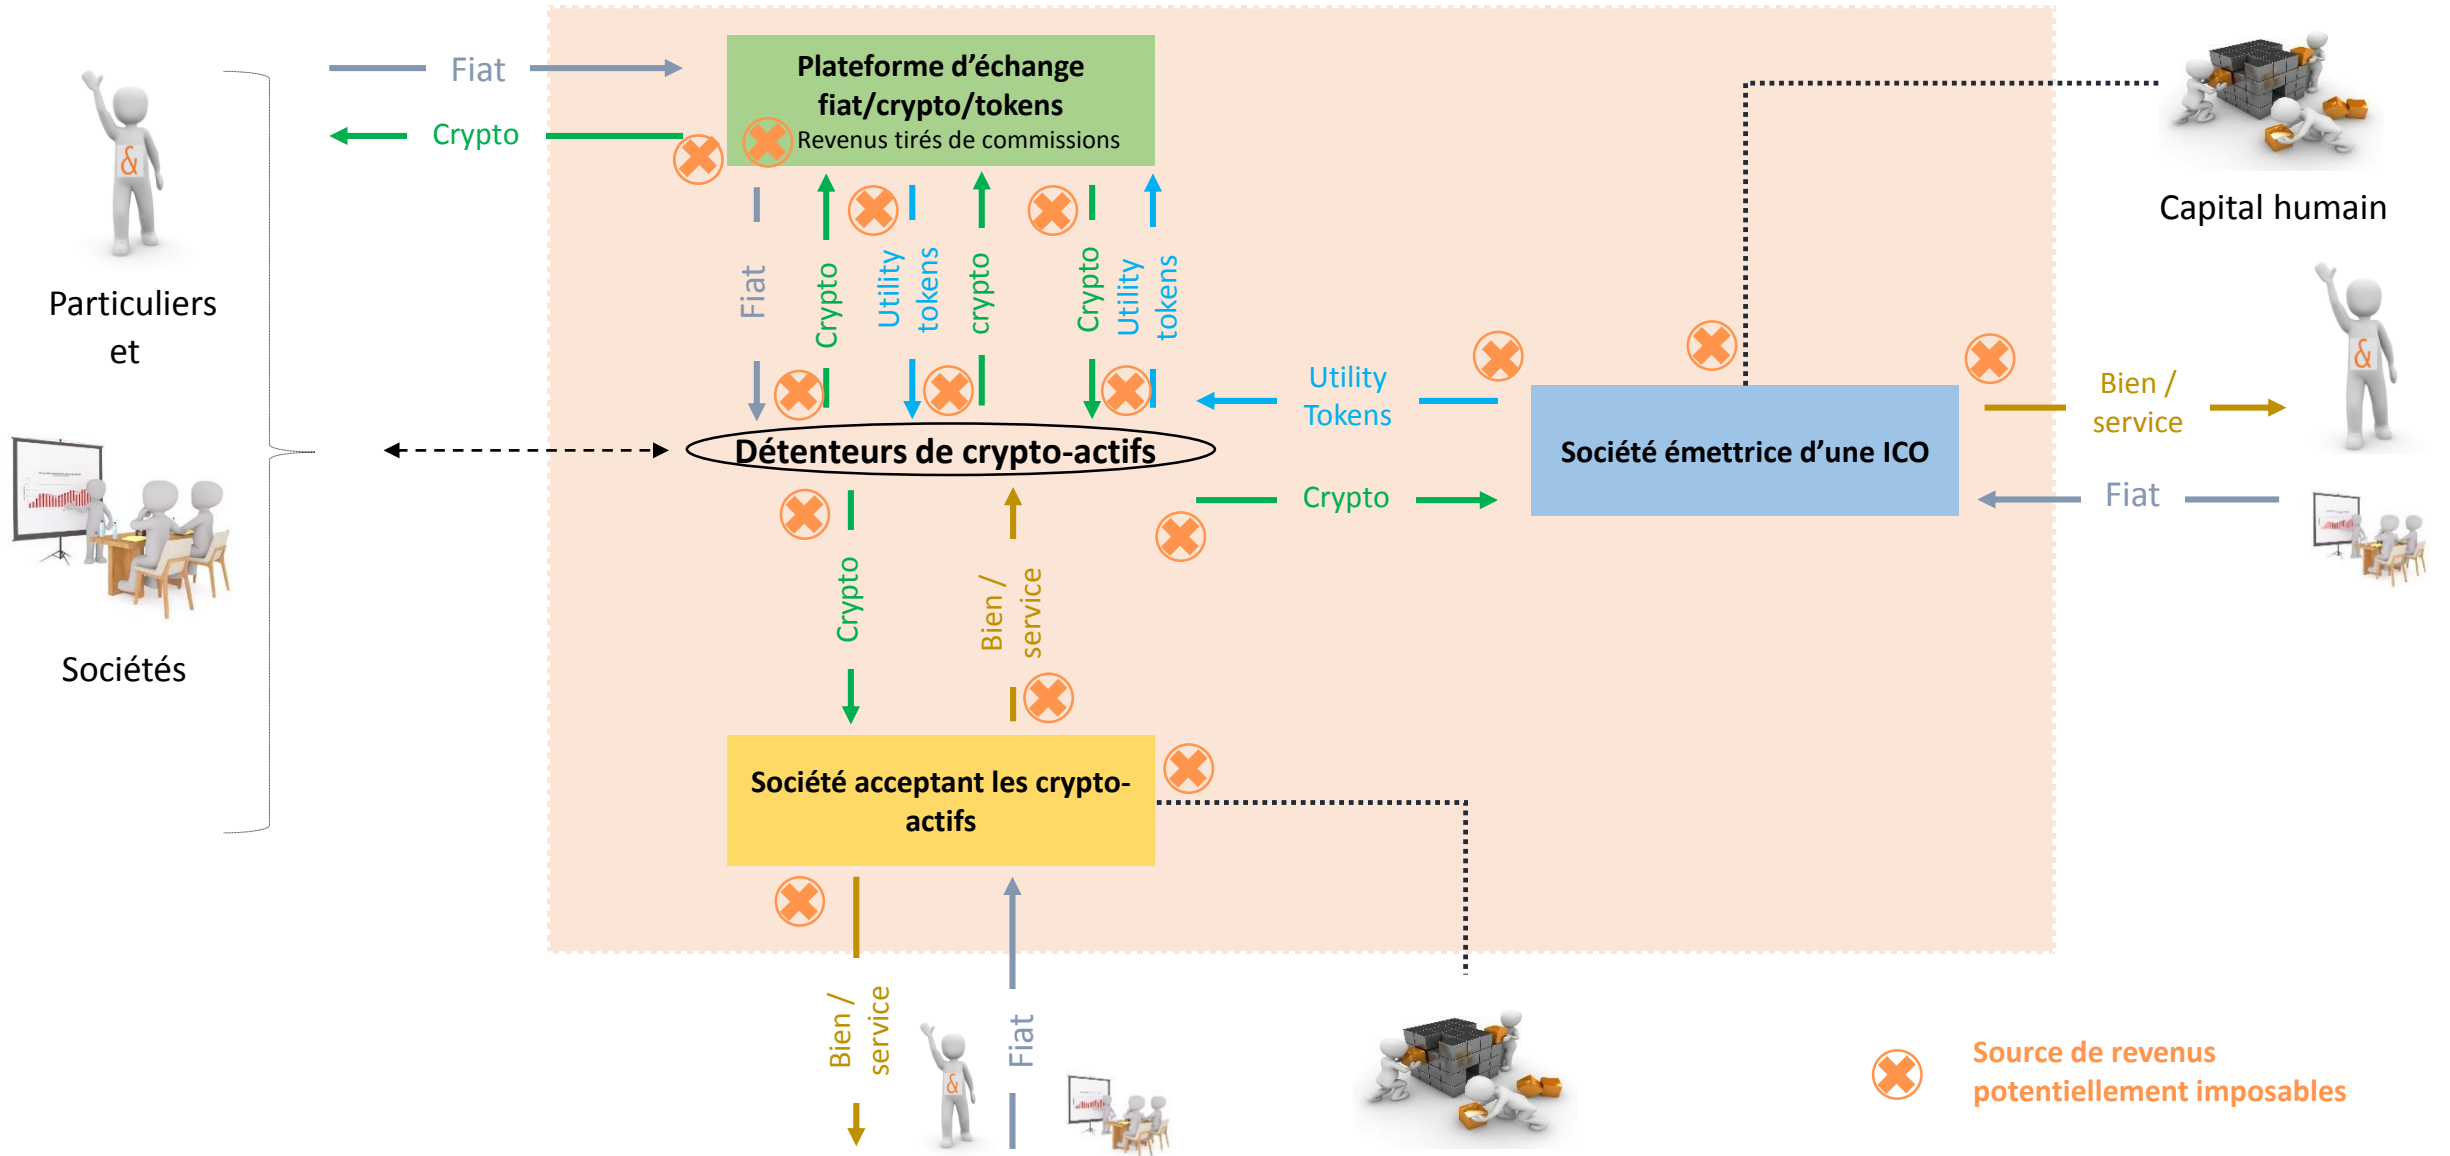 Fiat
Crypto
Plateforme d'échange
fiat/crypto/tokens
Revenus tirés de commissions
&
Particuliers
et
Sociétés
Fiat
Crypto
Utility
tokens
crypto
Crypto
Utility
tokens
Détenteurs de crypto-actifs
Utility
Tokens
Crypto
Société émettrice d'une ICO
Capital humain
&
Bien /
service
Fiat
Crypto
Bien /
service
Société acceptant les crypto-
actifs
Bien /
service
&
Fiat
Source de revenus
potentiellement imposables